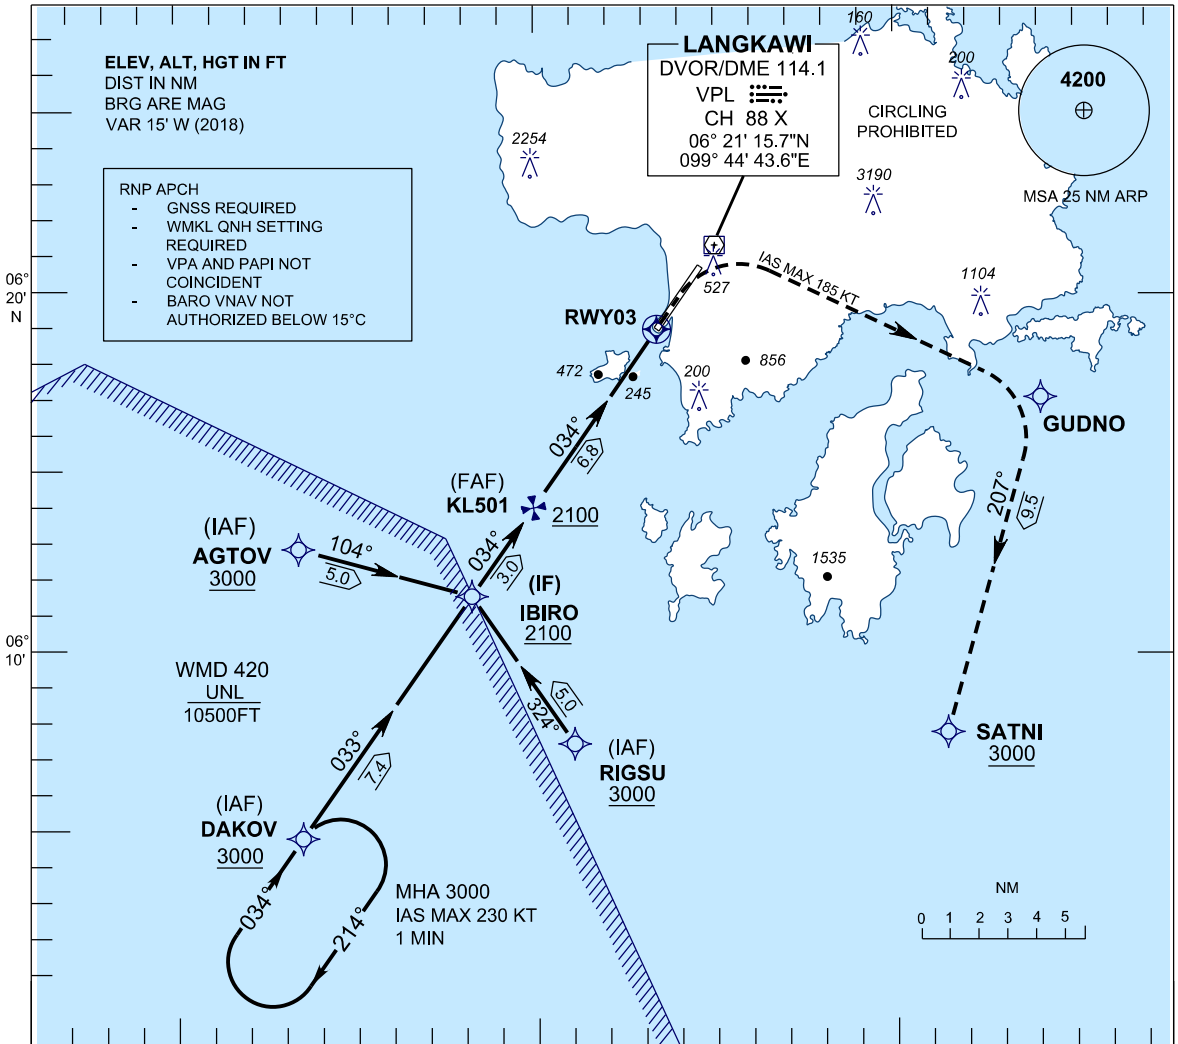 ELEV, ALT, HGT IN FT
DIST IN NM
BRG ARE MAG
VAR 15' W (2018)
RNP APCH
- GNSS REQUIRED
- WMKL QNH SETTING
REQUIRED
- VPA AND PAPI NOT
COINCIDENT
- BARO VNAV NOT
AUTHORIZED BELOW 15°C
LANGKAWI
DVOR/DME 114.1
VPL
CH 88 X
06° 21' 15.7"N
099° 44' 43.6"E
160
200
4200
CIRCLING
PROHIBITED
MSA 25 NM ARP
2254
3190
527
IAS MAX 185 KT
1104
06°
20'
N
RWY03
472
245
200
856
GUDNO
034°
6.8
(FAF)
KL501
2100
207°
9.5
(IAF)
AGTOV
3000
104°
5.0
034°
3.0
(IF)
IBIRO
2100
1535
06°
10'
WMD 420
UNL
10500FT
5.0
324°
(IAF)
RIGSU
3000
SATNI
3000
033°
7.4
(IAF)
DAKOV
3000
034°
214°
MHA 3000
IAS MAX 230 KT
1 MIN
NM
0 1 2 3 4 5